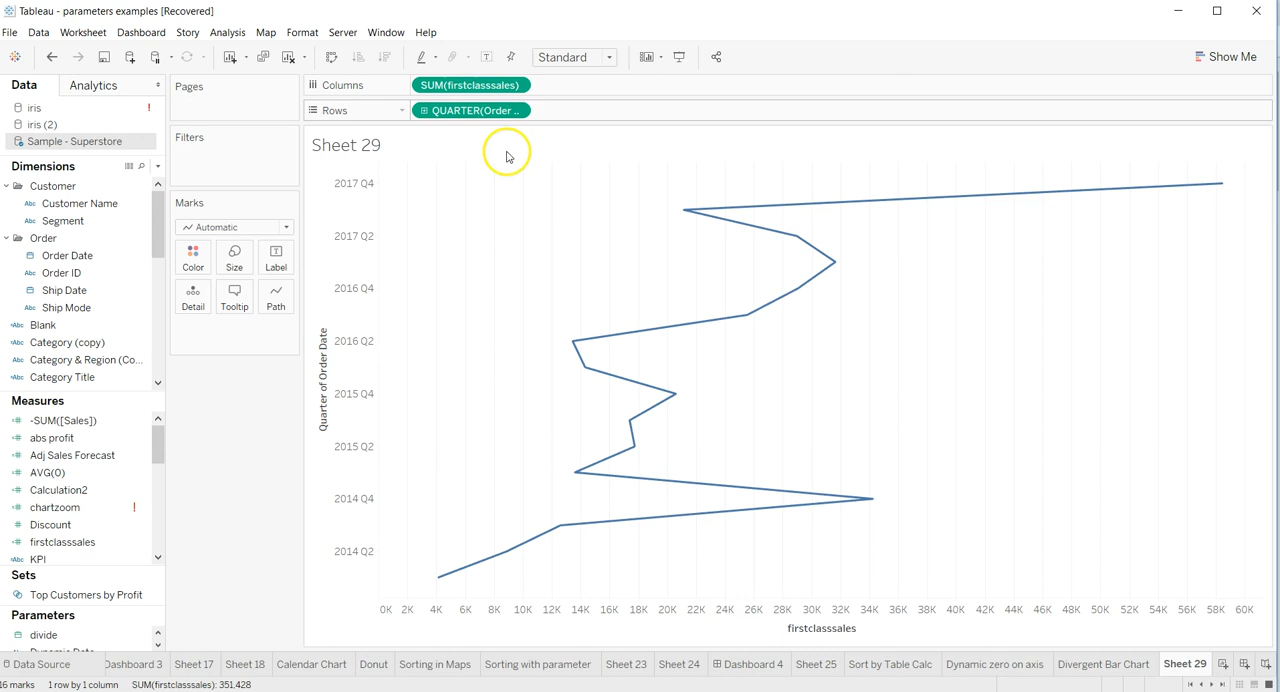 Tableau - parameters examples [Recovered]
File Data Worksheet Dashboard Story Analysis Map Format Server Window Help
Standard Show Me
Data Analytics
iris !
iris (2)
Sample - Superstore
Dimensions
Customer
Abc Customer Name
Abc Segment
Order
Order Date
Abc Order ID
Ship Date
Abc Ship Mode
=Abc Blank
=Abc Category (copy)
Abc Category & Region (Co...
Abc Category Title
Measures
=# -SUM([Sales])
=# abs profit
=# Adj Sales Forecast
=# AVG(0)
=# Calculation2
=# chartzoom !
# Discount
=# firstclasssales
=Abc KPI
Sets
Top Customers by Profit
Parameters
divide
Pages
Filters
Marks
Automatic
Color Size Label
Detail Tooltip Path
Columns SUM(firstclasssales)
Rows QUARTER(Order ..
Sheet 29
Quarter of Order Date
2017 Q4
2017 Q2
2016 Q4
2016 Q2
2015 Q4
2015 Q2
2014 Q4
2014 Q2
0K 2K 4K 6K 8K 10K 12K 14K 16K 18K 20K 22K 24K 26K 28K 30K 32K 34K 36K 38K 40K 42K 44K 46K 48K 50K 52K 54K 56K 58K 60K
firstclasssales
Data Source Dashboard 3 Sheet 17 Sheet 18 Calendar Chart Donut Sorting in Maps Sorting with parameter Sheet 23 Sheet 24 Dashboard 4 Sheet 25 Sort by Table Calc Dynamic zero on axis Divergent Bar Chart Sheet 29
16 marks 1 row by 1 column SUM(firstclasssales): 351.428